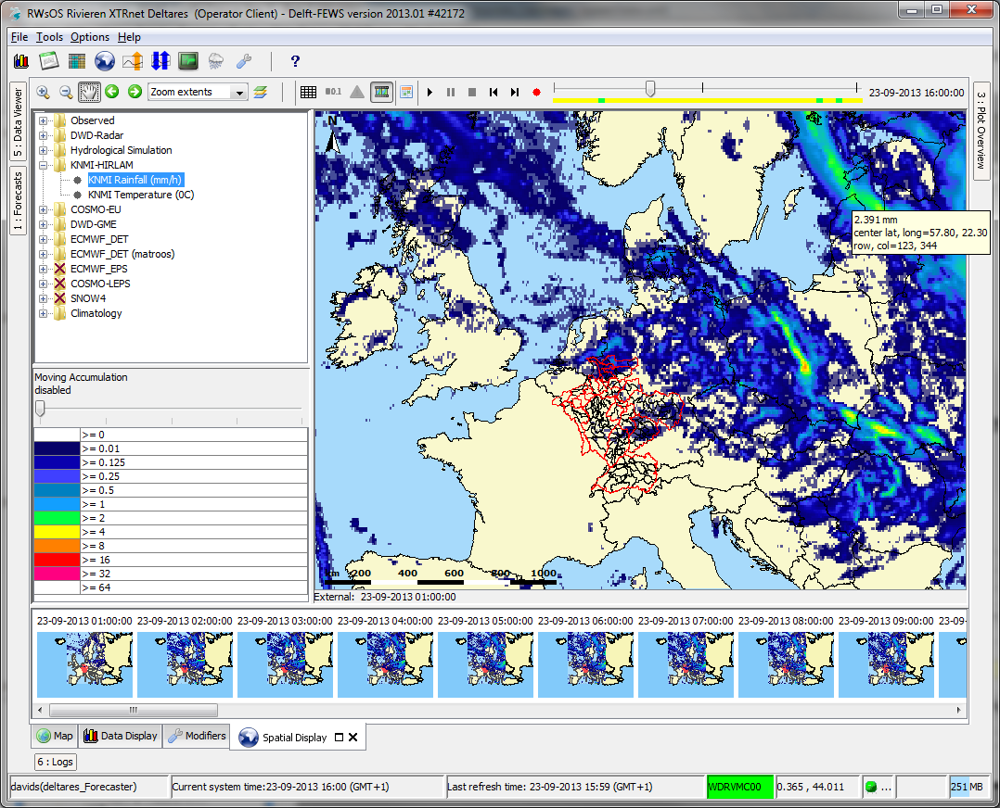 RWsOS Rivieren XTRnet Deltares  (Operator Client) - Delft-FEWS version 2013.01 #42172
File Tools Options Help
?
Zoom extents
0.1
23-09-2013 16:00:00
5 : Data Viewer
1 : Forecasts
3 : Plot Overview
Observed
DWD-Radar
Hydrological Simulation
KNMI-HIRLAM
KNMI Rainfall (mm/h)
KNMI Temperature (0C)
COSMO-EU
DWD-GME
ECMWF_DET
ECMWF_DET (matroos)
ECMWF_EPS
COSMO-LEPS
SNOW4
Climatology
Moving Accumulation
disabled
>= 0
>= 0.01
>= 0.125
>= 0.25
>= 0.5
>= 1
>= 2
>= 4
>= 8
>= 16
>= 32
>= 64
N
2.391 mm
center lat, long=57.80, 22.30
row, col=123, 344
km 200 400 600 800 1000
External: 23-09-2013 01:00:00
23-09-2013 01:00:00 23-09-2013 02:00:00 23-09-2013 03:00:00 23-09-2013 04:00:00 23-09-2013 05:00:00 23-09-2013 06:00:00 23-09-2013 07:00:00 23-09-2013 08:00:00 23-09-2013 09:00:00 23-09-
Map Data Display Modifiers Spatial Display
6 : Logs
davids(deltares_Forecaster) Current system time:23-09-2013 16:00 (GMT+1) Last refresh time: 23-09-2013 15:59 (GMT+1) WDRVMC00 0.365 , 44.011 ... 251 MB